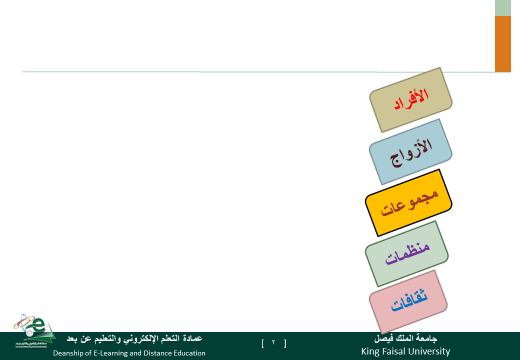 الأفراد
الأزواج
مجموعات
منظمات
ثقافات
جامعة الملك فيصل
King Faisal University
[ ٢ ]
عمادة التعلم الإلكتروني والتعليم عن بعد
Deanship of E-Learning and Distance Education